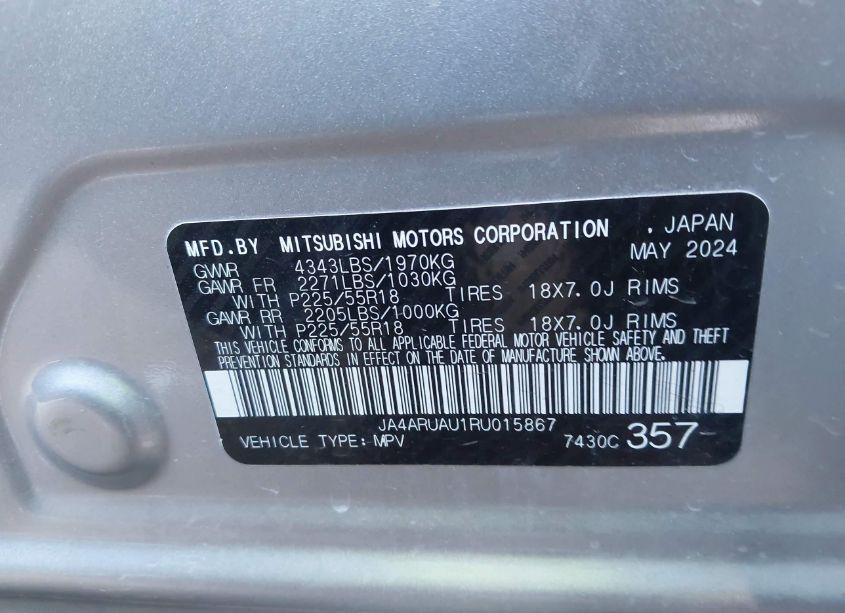 MFD.BY MITSUBISHI MOTORS CORPORATION . JAPAN
GVWR 4343LBS/1970KG MAY 2024
GAWR FR 2271LBS/1030KG
WITH P225/55R18 TIRES 18X7.0J RIMS
GAWR RR 2205LBS/1000KG
WITH P225/55R18 TIRES 18X7.0J RIMS
THIS VEHICLE CONFORMS TO ALL APPLICABLE FEDERAL MOTOR VEHICLE SAFETY AND THEFT
PREVENTION STANDARDS IN EFFECT ON THE DATE OF MANUFACTURE SHOWN ABOVE.
JA4ARUAU1RU015867
VEHICLE TYPE:MPV 7430C 357